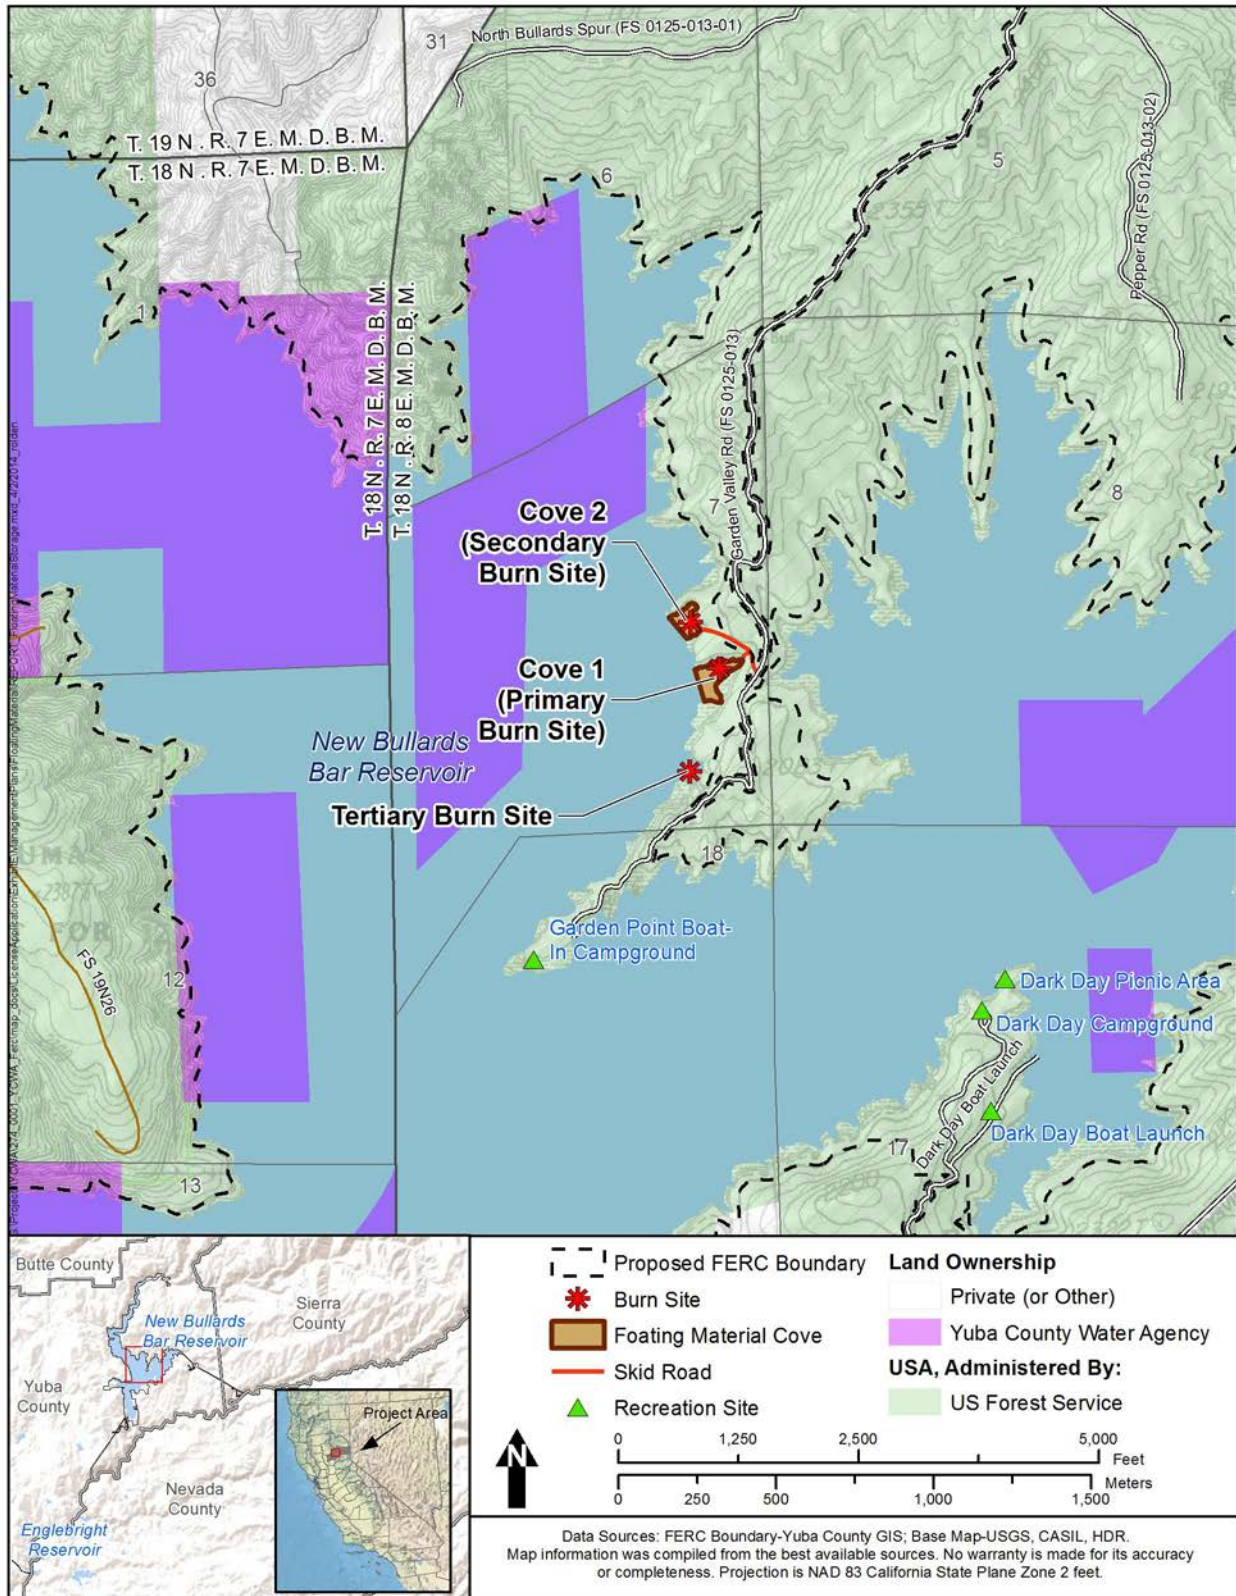 31
North Bullards Spur (FS 0125-013-01)
36
T. 19 N . R. 7 E. M. D. B. M.
T. 18 N . R. 7 E. M. D. B. M.
5
6
Pepper Rd (FS 0125-013-02)
1
T. 18 N . R. 7 E. M. D. B. M.
T. 18 N . R. 8 E. M. D. B. M.
Garden Valley Rd (FS 0125-013)
7
8
Cove 2
(Secondary
Burn Site)
Cove 1
(Primary
Burn Site)
New Bullards
Bar Reservoir
Tertiary Burn Site
18
FOR
Garden Point Boat-
In Campground
12
FS 19N26
Dark Day Picnic Area
Dark Day Campground
Dark Day Boat Launch
Dark Day Boat Launch
17
13
Butte County
Sierra
County
New Bullards
Bar Reservoir
Yuba
County
Nevada
County
Englebright
Reservoir
Project Area
Proposed FERC Boundary
Burn Site
Foating Material Cove
Skid Road
Recreation Site
Land Ownership
Private (or Other)
Yuba County Water Agency
USA, Administered By:
US Forest Service
N
0 1,250 2,500 5,000
Feet
Meters
0 250 500 1,000 1,500
Data Sources: FERC Boundary-Yuba County GIS; Base Map-USGS, CASIL, HDR.
Map information was compiled from the best available sources. No warranty is made for its accuracy
or completeness. Projection is NAD 83 California State Plane Zone 2 feet.